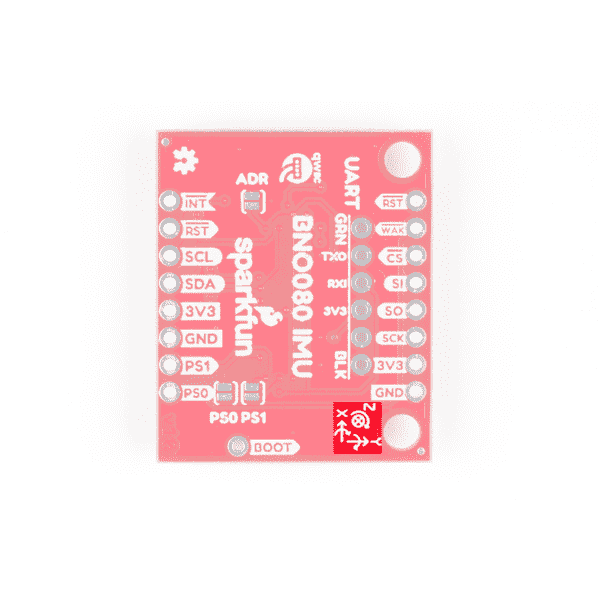 ADR
qwiic
UART
INT
RST
SCL
SDA
3V3
GND
PS1
PS0
PS0 PS1
BOOT
sparkfun
BNO080 IMU
GRN
TXO
RXI
3V3
BLK
RST
WAK
CS
SI
SO
SCK
3V3
GND
X
Z
Y